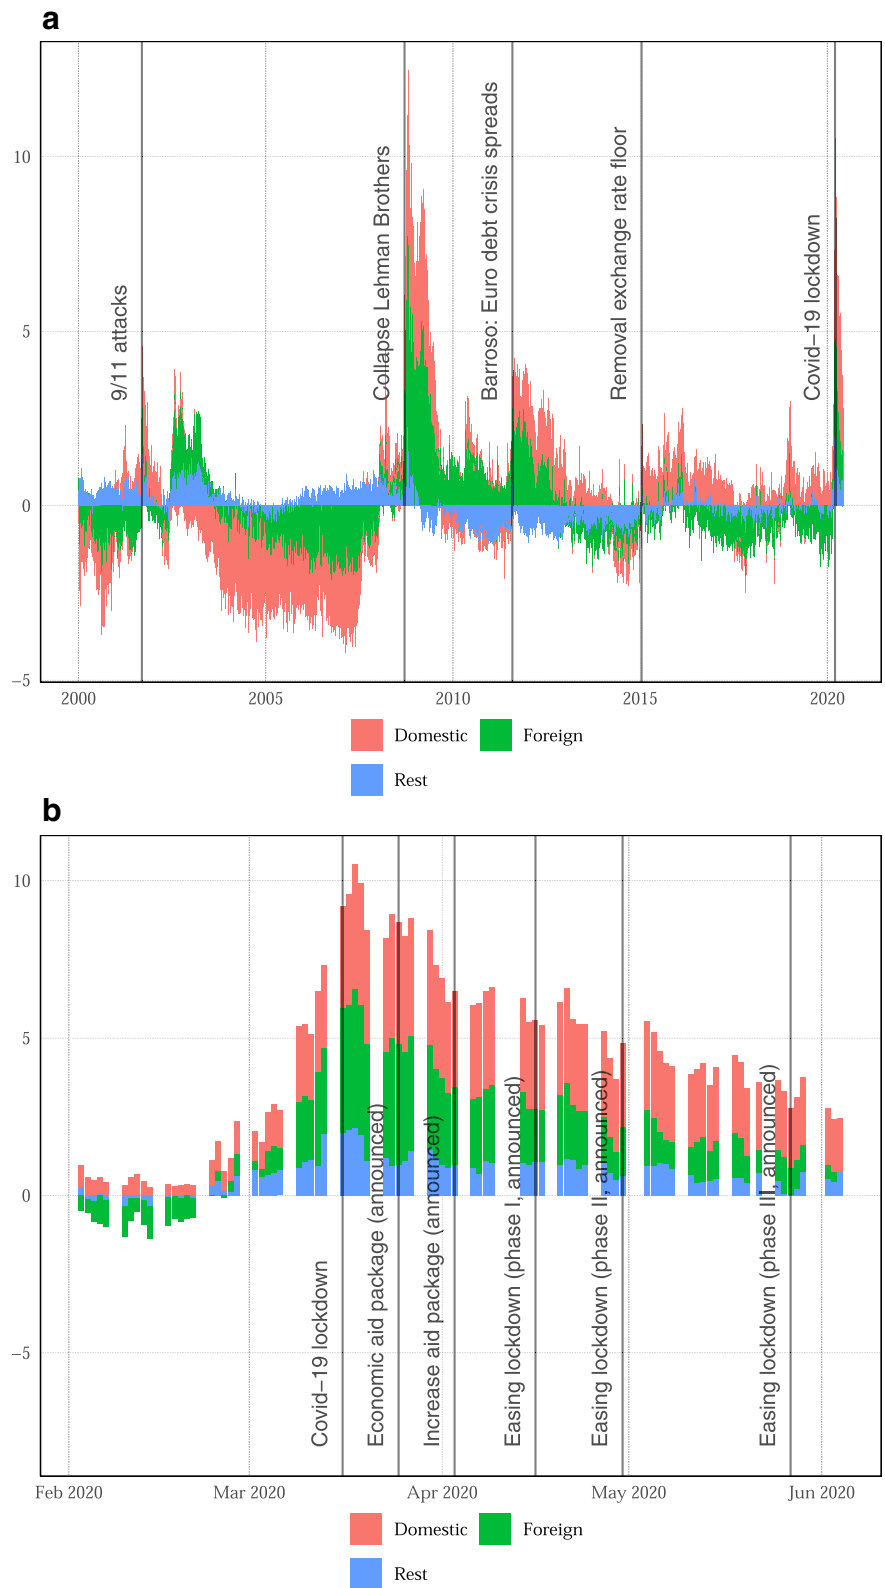 a
10
5
0
−5
9/11 attacks
Collapse Lehman Brothers
Barroso: Euro debt crisis spreads
Removal exchange rate floor
Covid−19 lockdown
2000
2005
2010
2015
2020
Domestic
Foreign
Rest
b
10
5
0
−5
Covid−19 lockdown
Economic aid package (announced)
Increase aid package (announced)
Easing lockdown (phase I, announced)
Easing lockdown (phase II, announced)
Easing lockdown (phase III, announced)
Feb 2020
Mar 2020
Apr 2020
May 2020
Jun 2020
Domestic
Foreign
Rest